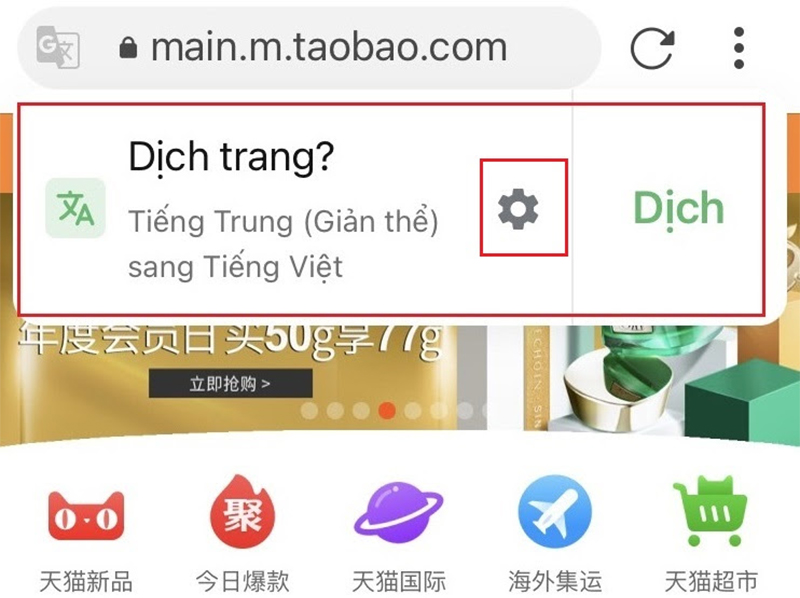 main.m.taobao.com
Dịch trang?
Tiếng Trung (Giản thể)
sang Tiếng Việt
Dịch
年度会员日 买50g享77g
立即抢购 >
聚
天猫新品
今日爆款
天猫国际
海外集运
天猫超市